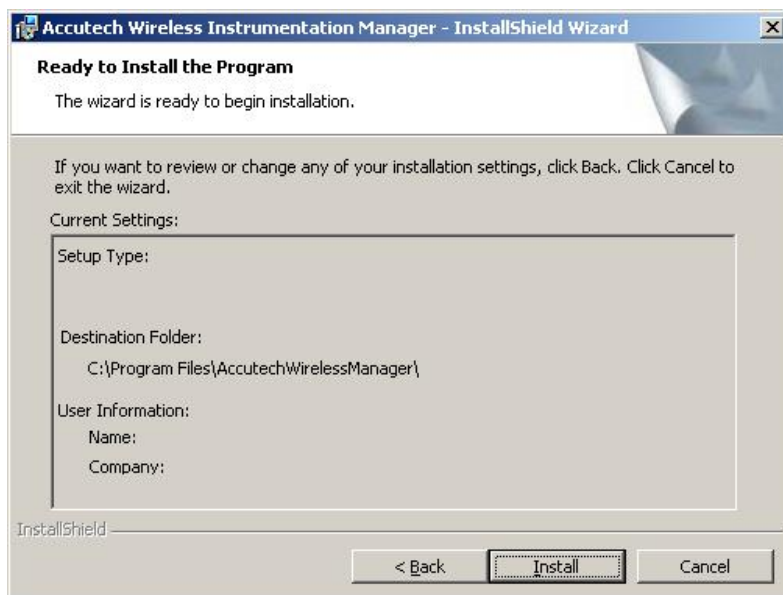 Accutech Wireless Instrumentation Manager - InstallShield Wizard
Ready to Install the Program
The wizard is ready to begin installation.
If you want to review or change any of your installation settings, click Back. Click Cancel to
exit the wizard.
Current Settings:
Setup Type:
Destination Folder:
C:\Program Files\AccutechWirelessManager\
User Information:
Name:
Company:
InstallShield
< Back
Install
Cancel